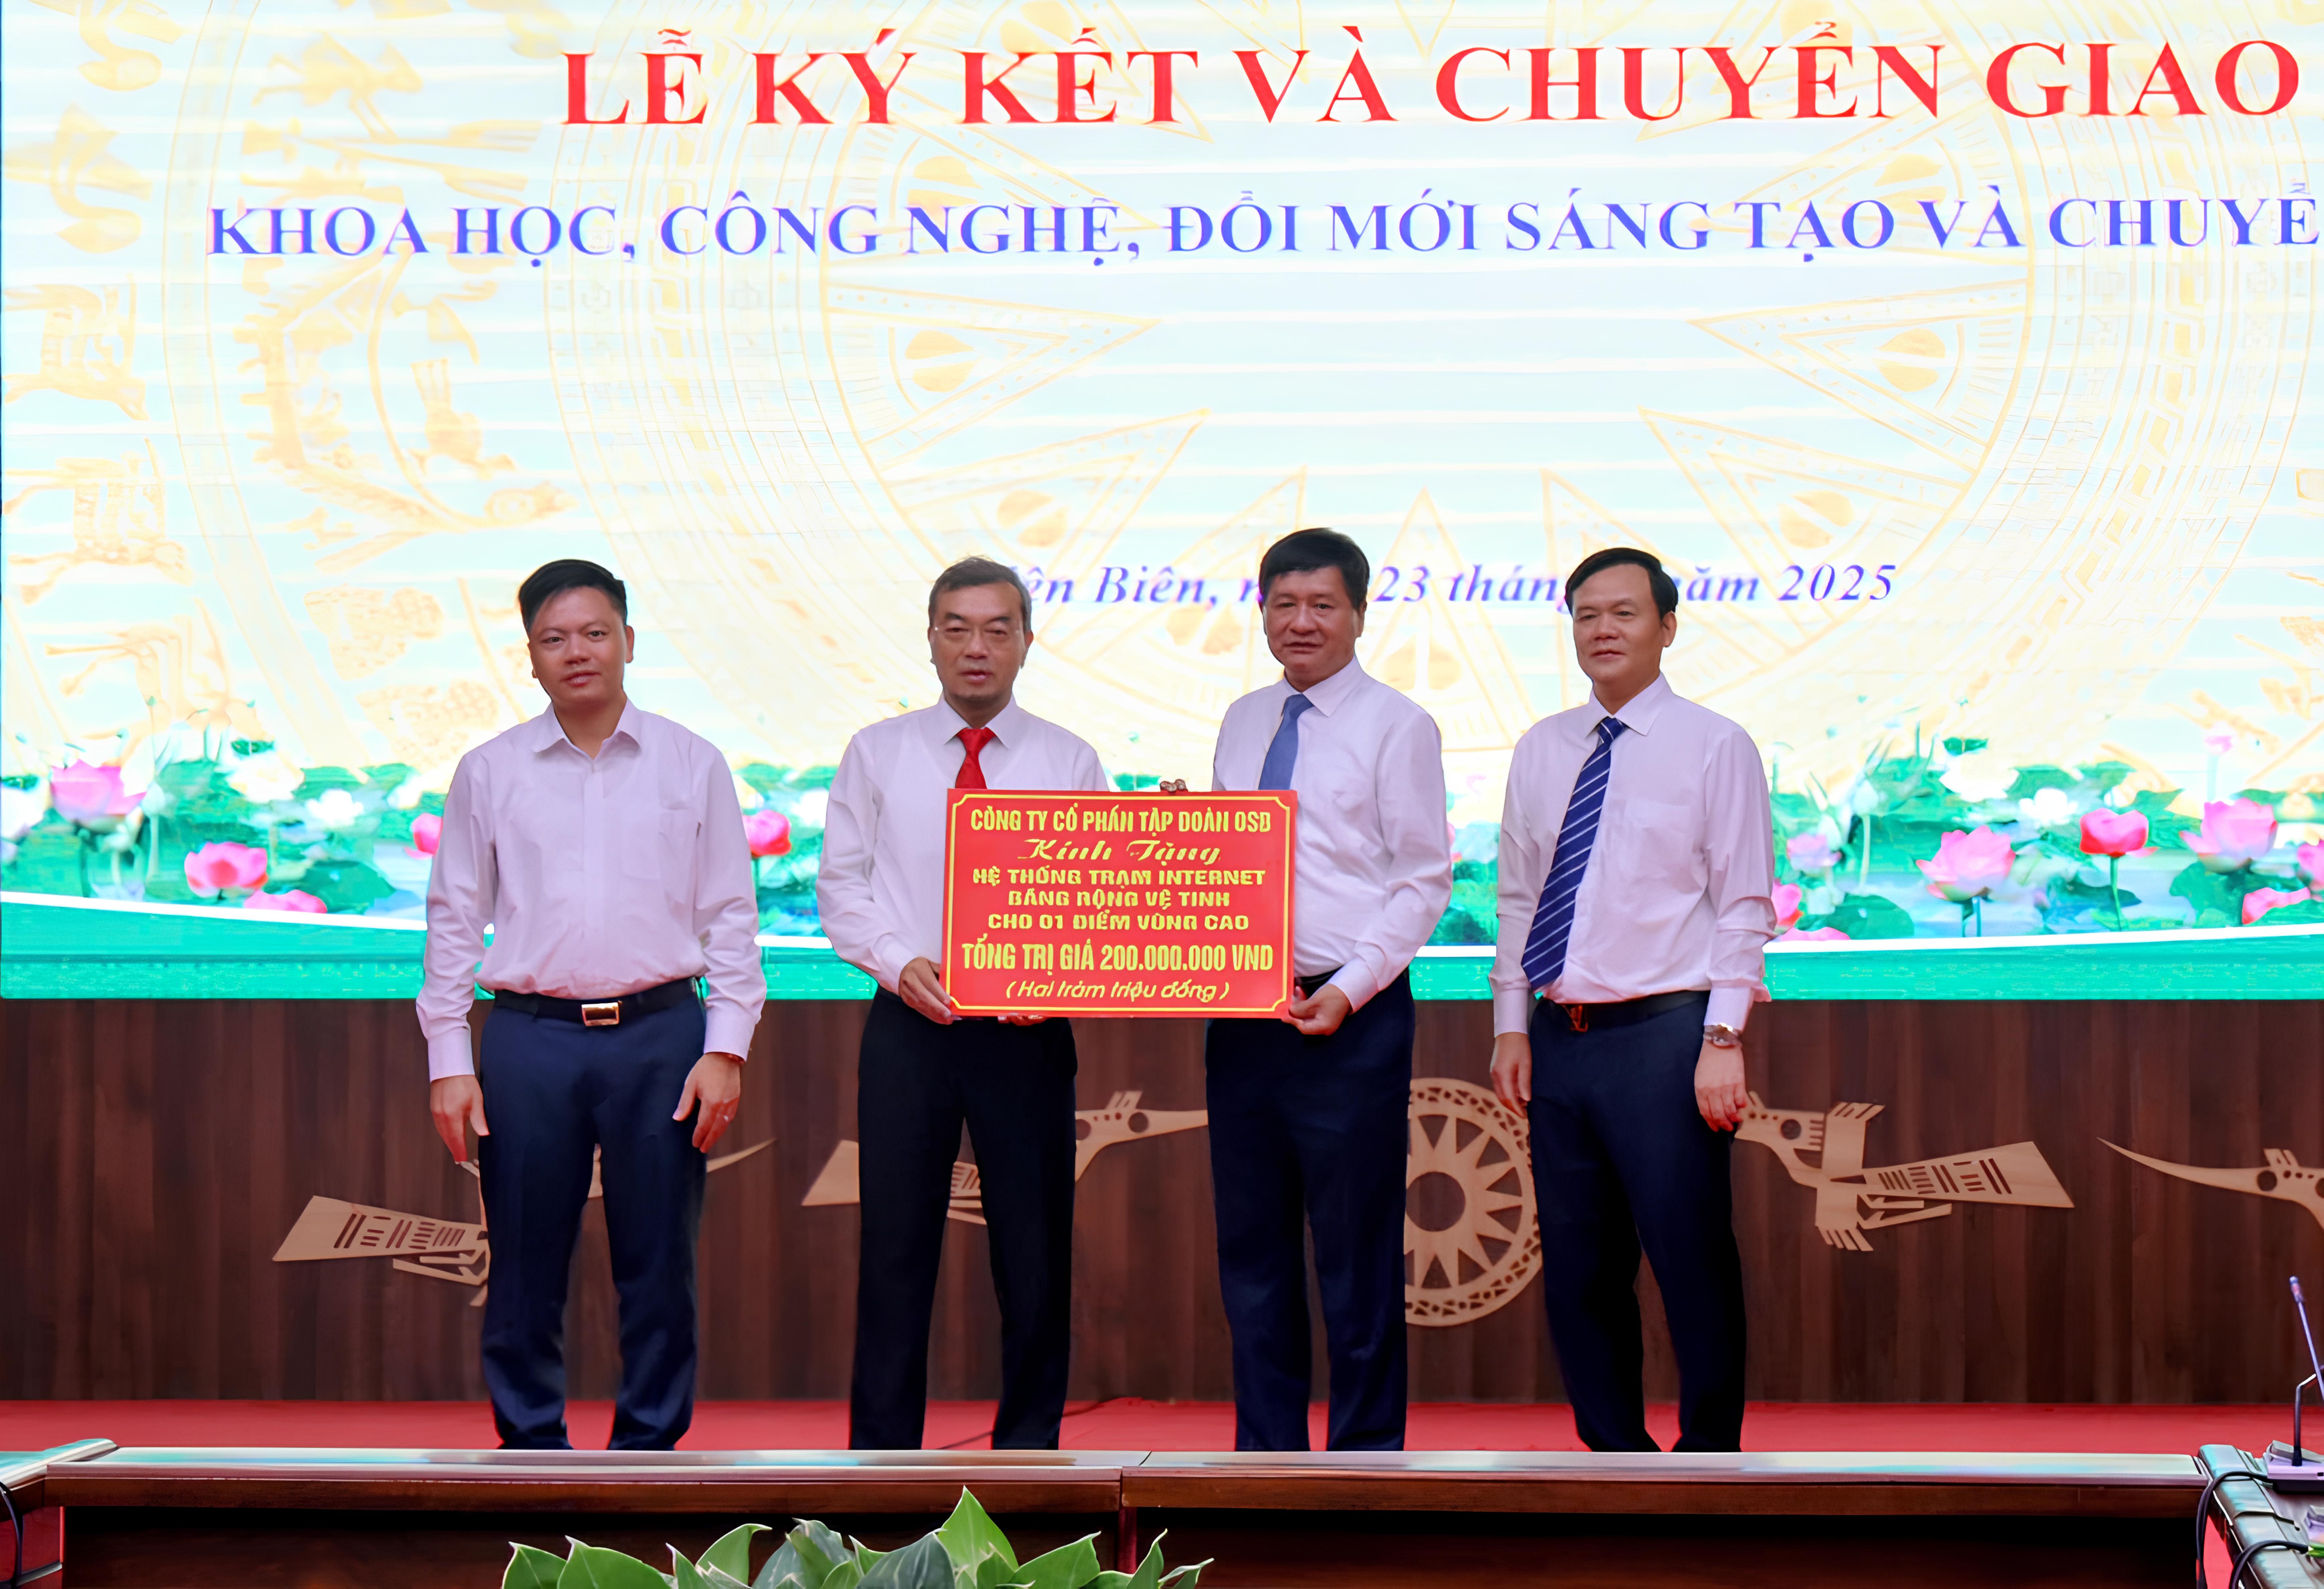 LỄ KÝ KẾT VÀ CHUYỂN GIAO
KHOA HỌC, CÔNG NGHỆ, ĐỔI MỚI SÁNG TẠO VÀ CHUYỂ
Biên, 23 năm 2025
CÔNG TY CỔ PHẦN TẬP ĐOÀN OSB
Kính Tặng
HỆ THỐNG TRẠM INTERNET
BĂNG RỘNG VỆ TINH
CHO 01 ĐIỂM VÙNG CAO
TỔNG TRỊ GIÁ 200.000.000 VND
( Hai trăm triệu đồng )